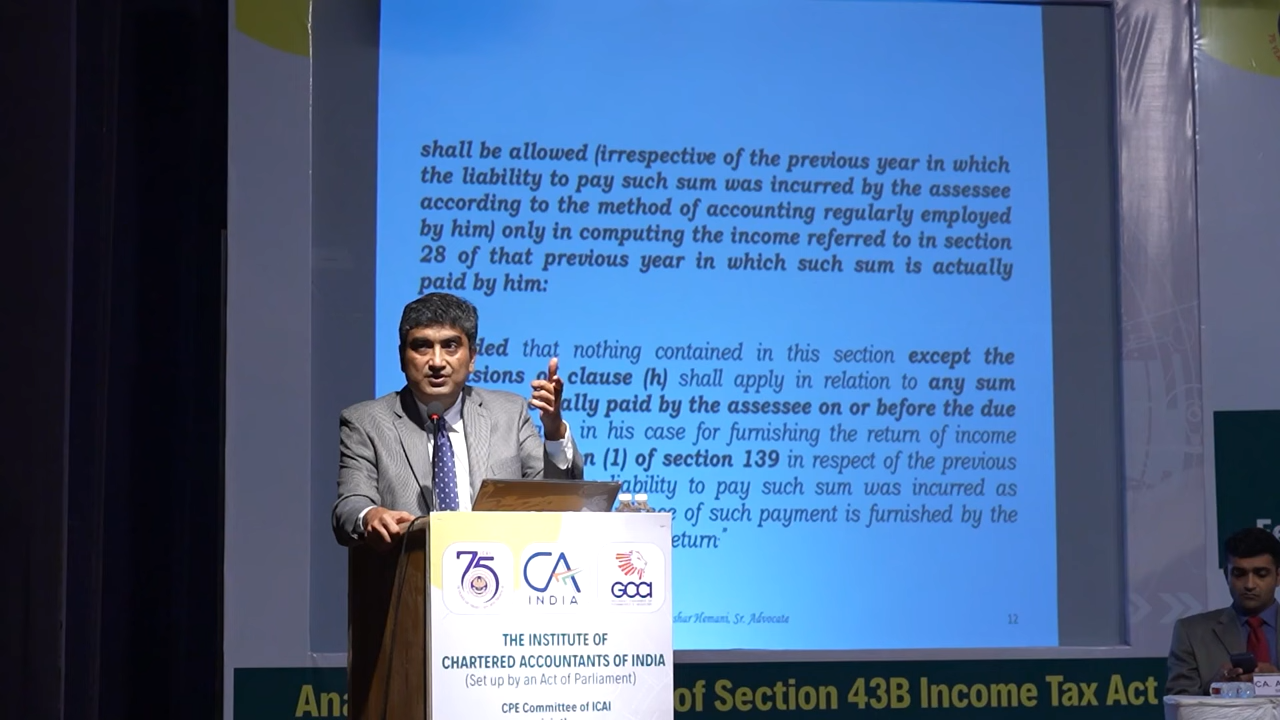 shall be allowed (irrespective of the previous year in which
the liability to pay such sum was incurred by the assessee
according to the method of accounting regularly employed
by him) only in computing the income referred to in section
28 of that previous year in which such sum is actually
paid by him:
that nothing contained in this section except the
clause (h) shall apply in relation to any sum
paid by the assessee on or before the due
in his case for furnishing the return of income
(1) of section 139 in respect of the previous
to pay such sum was incurred as
of such payment is furnished by the
Hemani, Sr. Advocate
12
75
CA
INDIA
GCCI
THE INSTITUTE OF
CHARTERED ACCOUNTANTS OF INDIA
(Set up by an Act of Parliament)
CPE Committee of ICAI
of Section 43B Income Tax Act
CA.